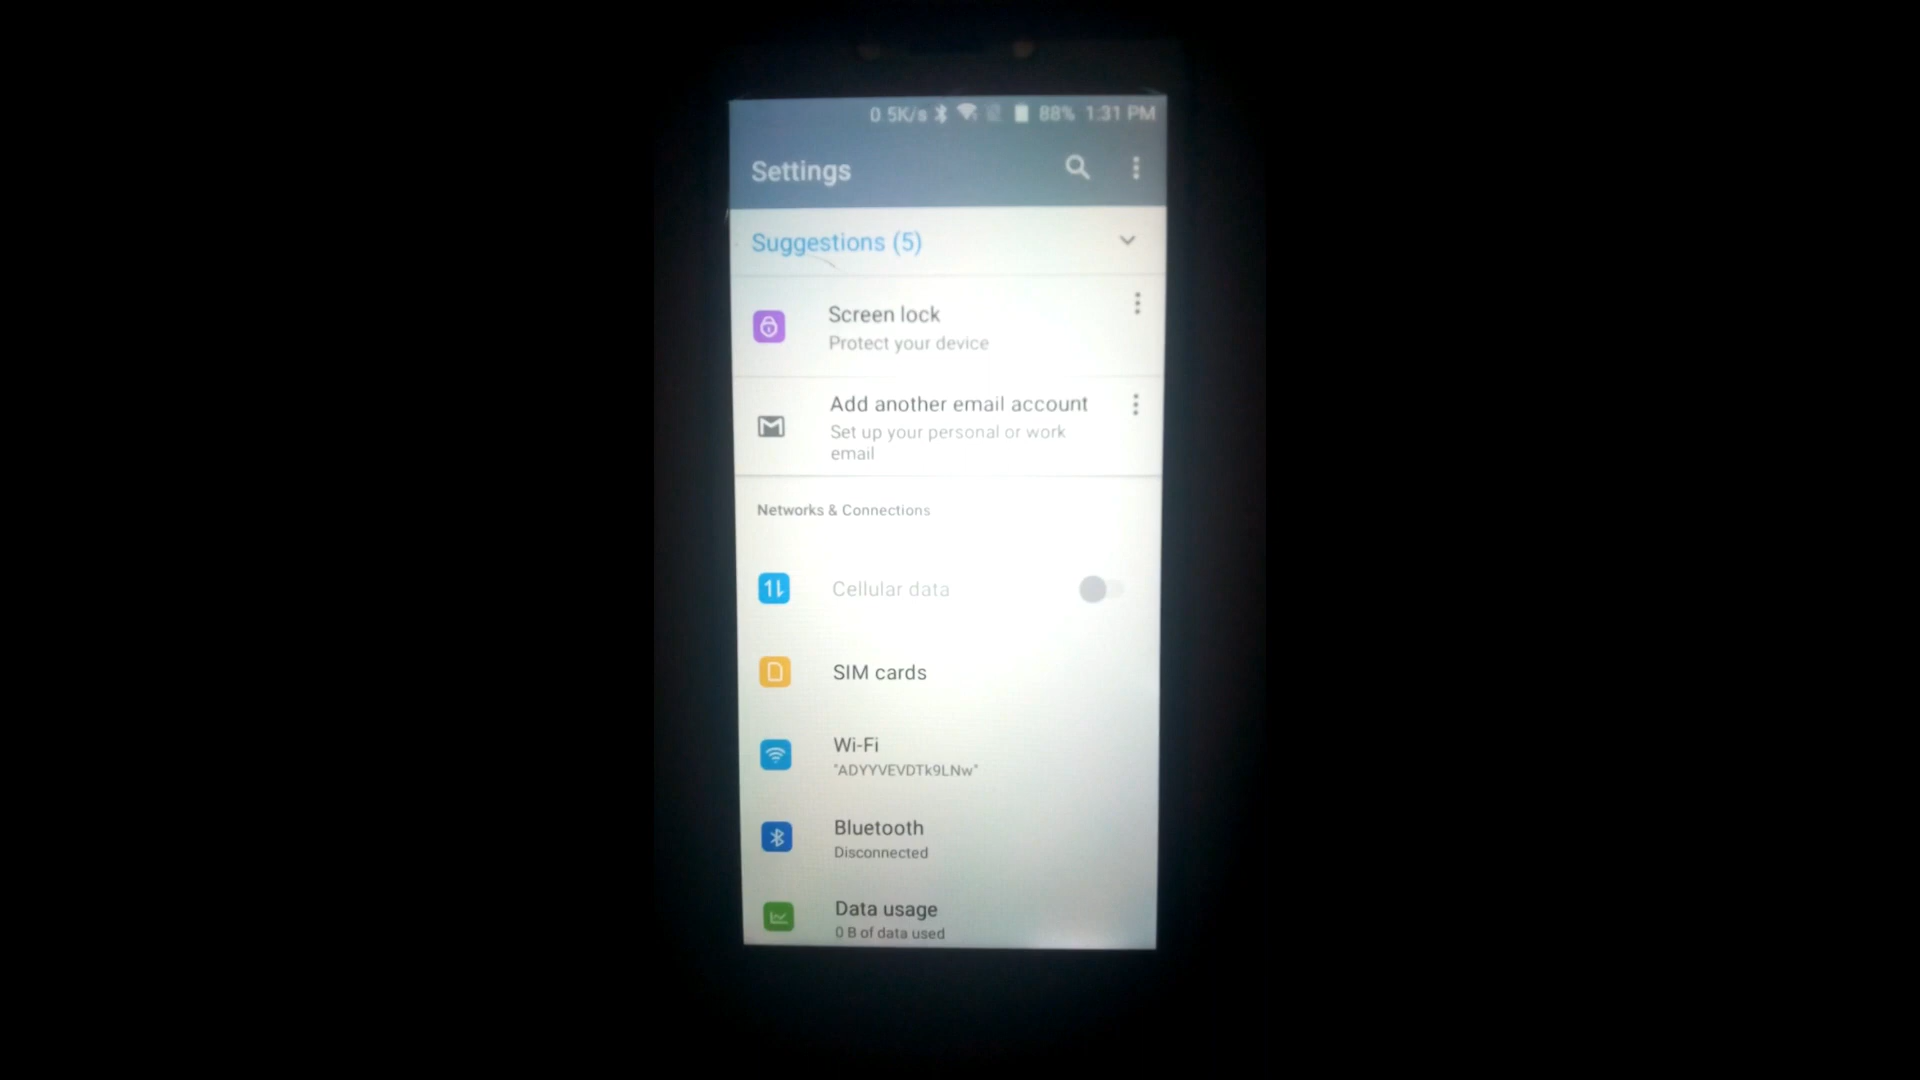 0.5K/s 88% 1:31 PM
Settings
Suggestions (5)
Screen lock
Protect your device
Add another email account
Set up your personal or work
email
Networks & Connections
Cellular data
SIM cards
Wi-Fi
"ADYYVEVDTk9LNw"
Bluetooth
Disconnected
Data usage
0 B of data used